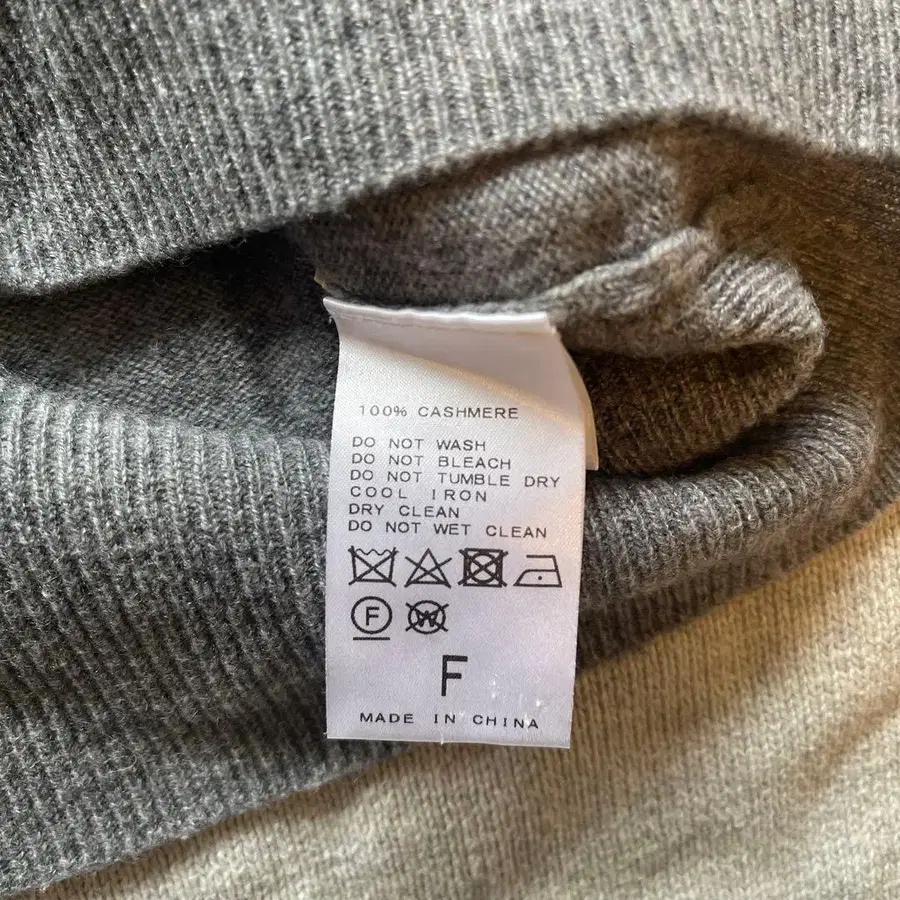 100% CASHMERE
DO NOT WASH
DO NOT BLEACH
DO NOT TUMBLE DRY
COOL IRON
DRY CLEAN
DO NOT WET CLEAN
F W
F
MADE IN CHINA